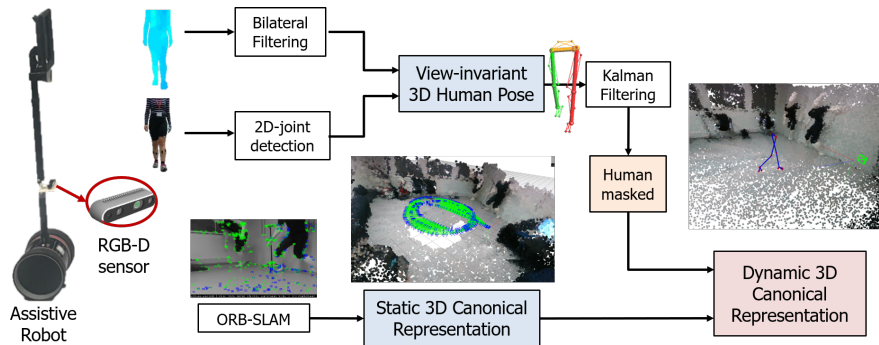 Bilateral
Filtering
View-invariant
3D Human Pose
Kalman
Filtering
2D-joint
detection
Human
masked
RGB-D
sensor
Assistive
Robot
ORB-SLAM
Static 3D Canonical
Representation
Dynamic 3D
Canonical
Representation